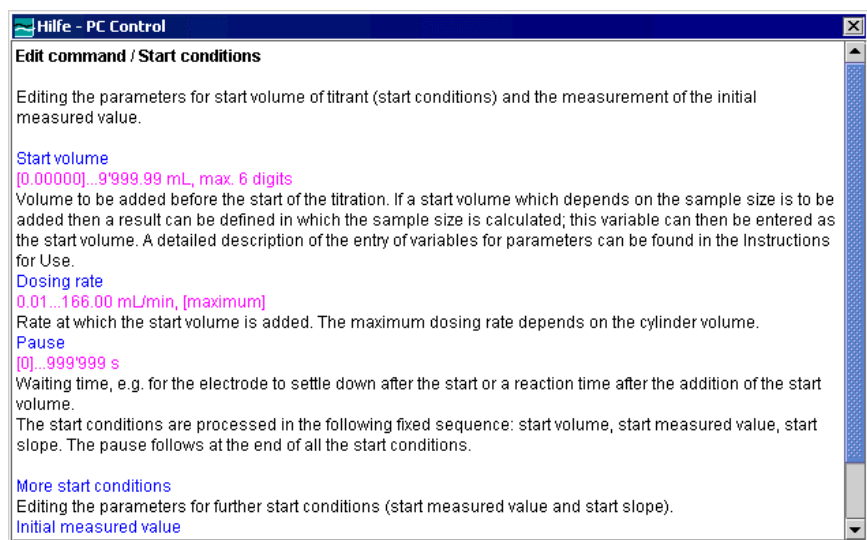 Hilfe - PC Control
Edit command / Start conditions
Editing the parameters for start volume of titrant (start conditions) and the measurement of the initial
measured value.
Start volume
[0.00000]...9'999.99 mL, max. 6 digits
Volume to be added before the start of the titration. If a start volume which depends on the sample size is to be
added then a result can be defined in which the sample size is calculated; this variable can then be entered as
the start volume. A detailed description of the entry of variables for parameters can be found in the Instructions
for Use.
Dosing rate
0.01...166.00 mL/min, [maximum]
Rate at which the start volume is added. The maximum dosing rate depends on the cylinder volume.
Pause
[0]...999'999 s
Waiting time, e.g. for the electrode to settle down after the start or a reaction time after the addition of the start
volume.
The start conditions are processed in the following fixed sequence: start volume, start measured value, start
slope. The pause follows at the end of all the start conditions.
More start conditions
Editing the parameters for further start conditions (start measured value and start slope).
Initial measured value